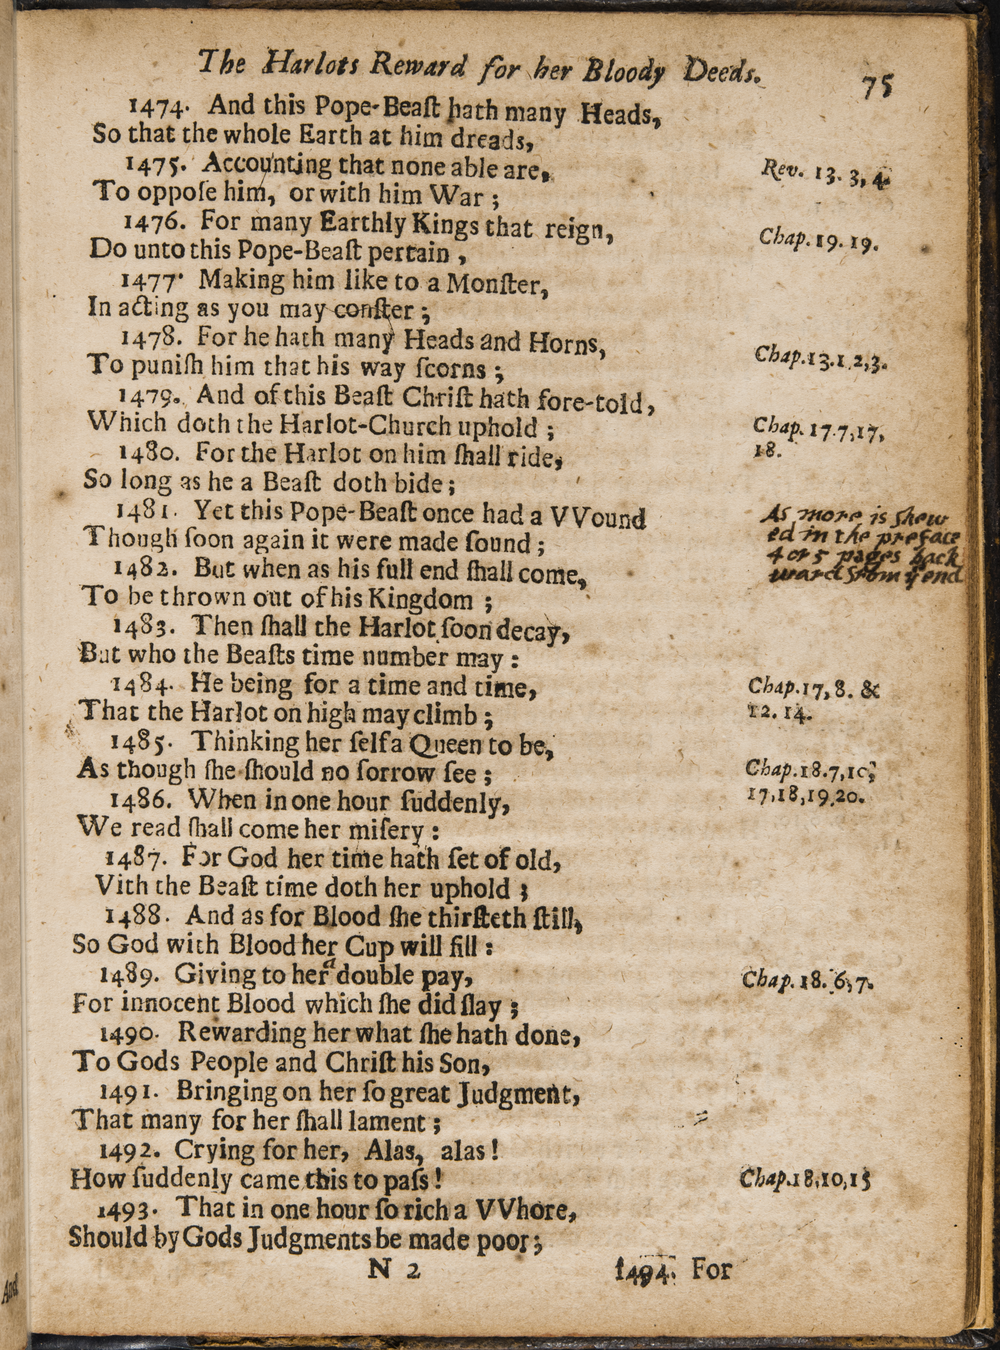 The Harlots Reward for her Bloody Deeds. 75
1474. And this Pope-Beaſt hath many Heads,
So that the whole Earth at him dreads,
1475. Accounting that none able are, Rev. 13. 3, 4.
To oppoſe him, or with him War ;
1476. For many Earthly Kings that reign, Chap. 19. 19.
Do unto this Pope-Beaſt pertain ,
1477. Making him like to a Monſter,
In acting as you may conſter ;
1478. For he hath many Heads and Horns, Chap. 13. 1, 2, 3.
To puniſh him that his way ſcorns ;
1479. And of this Beaſt Chriſt hath fore-told,
Which doth the Harlot-Church uphold ; Chap. 17. 7, 17,
1480. For the Harlot on him ſhall ride, 18.
So long as he a Beaſt doth bide ;
1481. Yet this Pope-Beaſt once had a VVound As more is shew
Though ſoon again it were made ſound ; ed in the preface
4 or 5 pages back
1482. But when as his full end ſhall come, ward from ye end
To be thrown out of his Kingdom ;
1483. Then ſhall the Harlot ſoon decay,
But who the Beaſts time number may :
1484. He being for a time and time, Chap. 17, 8. &
That the Harlot on high may climb ; 12. 14.
1485. Thinking her ſelf a Queen to be,
As though ſhe ſhould no ſorrow ſee ; Chap. 18. 7, 10,
1486. When in one hour ſuddenly, 17, 18, 19, 20.
We read ſhall come her miſery :
1487. For God her time hath ſet of old,
Vith the Beaſt time doth her uphold ;
1488. And as for Blood ſhe thirſteth ſtill,
So God with Blood her Cup will fill :
1489. Giving to her a double pay, Chap. 18. 6, 7.
For innocent Blood which ſhe did ſlay ;
1490. Rewarding her what ſhe hath done,
To Gods People and Chriſt his Son,
1491. Bringing on her ſo great Judgment,
That many for her ſhall lament ;
1492. Crying for her, Alas, alas !
How ſuddenly came this to paſs ! Chap. 18, 10, 15
1493. That in one hour ſo rich a VVhore,
Should by Gods Judgments be made poor ;
N 2 1494. For
And